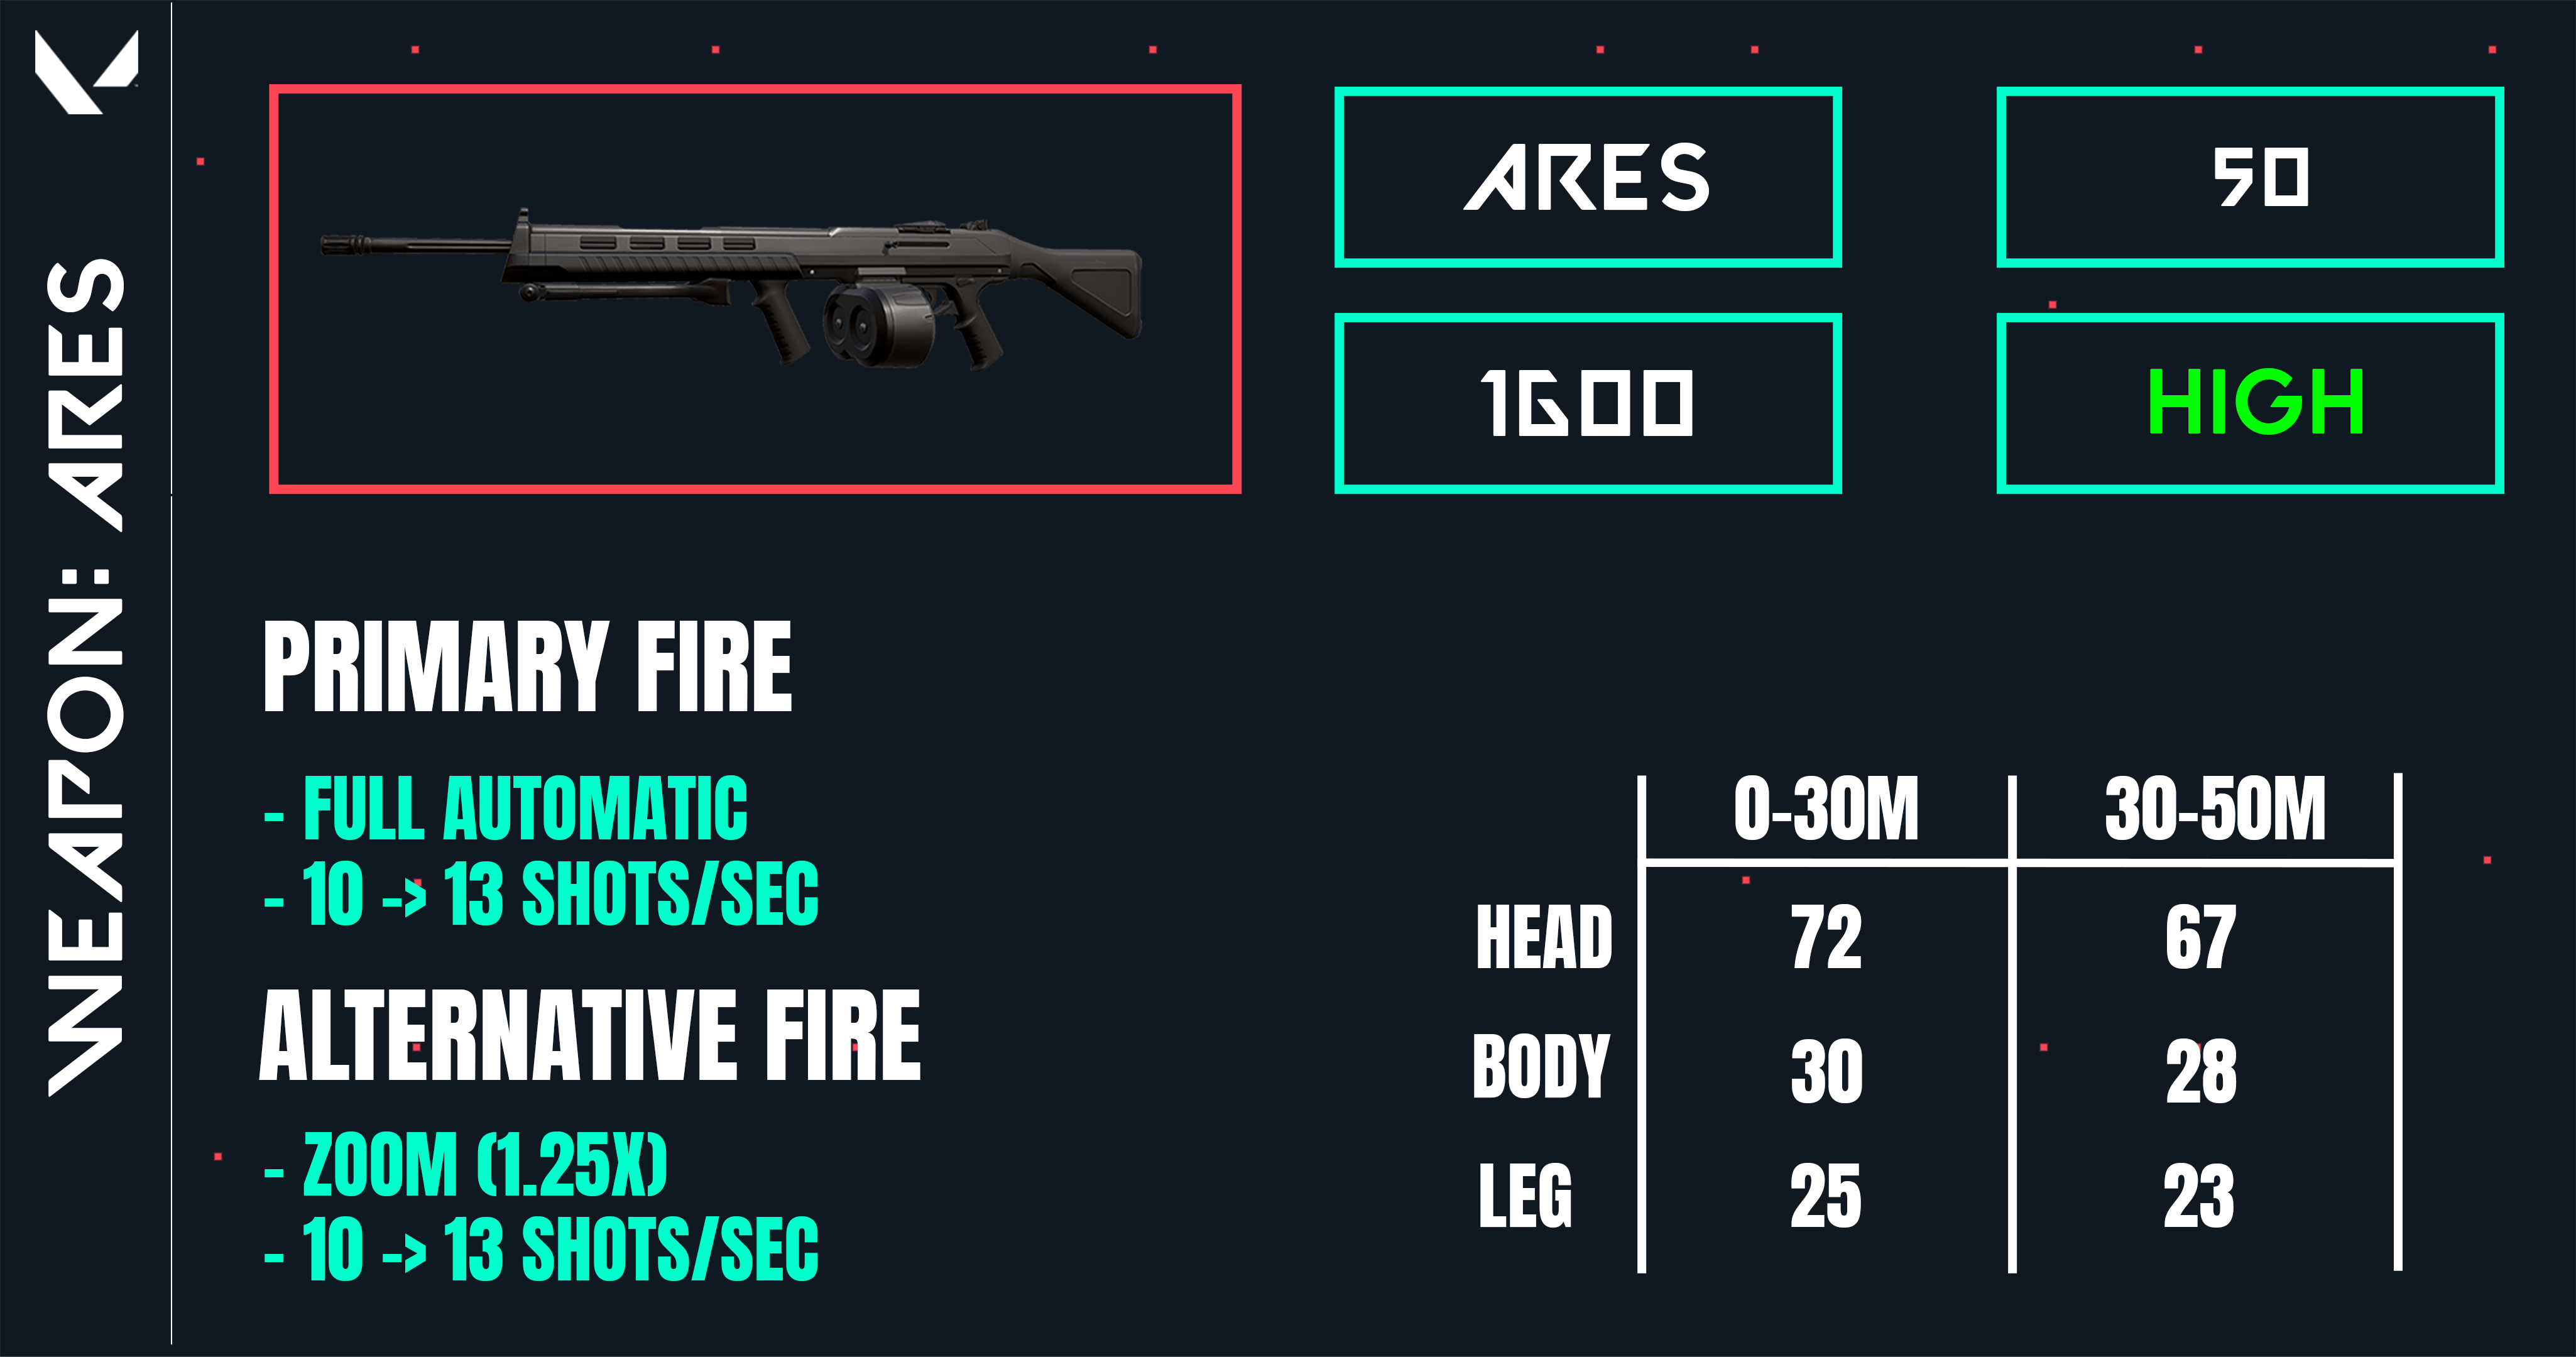 WEAPON: ARES
ARES
50
1600
HIGH
PRIMARY FIRE
- FULL AUTOMATIC
- 10 -> 13 SHOTS/SEC
ALTERNATIVE FIRE
- ZOOM (1.25X)
- 10 -> 13 SHOTS/SEC
0-30M 30-50M
HEAD 72 67
BODY 30 28
LEG 25 23